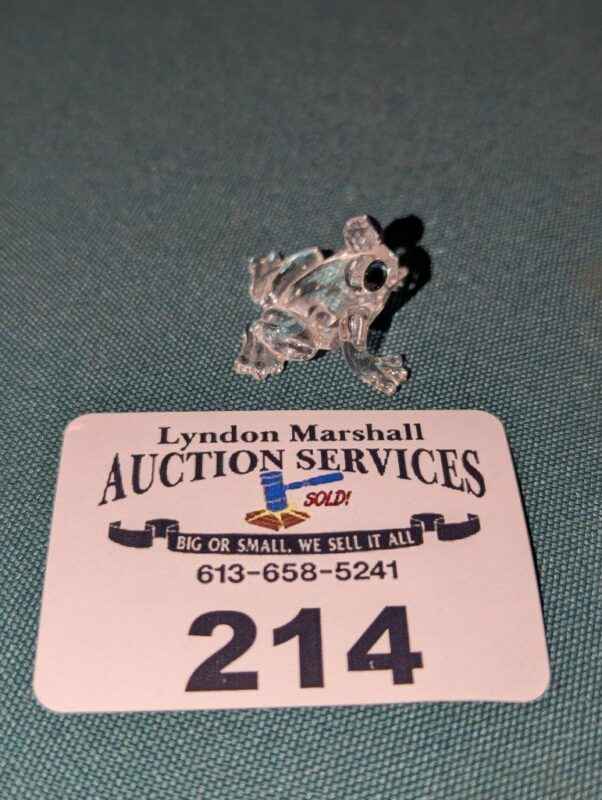 Lyndon Marshall
AUCTION SERVICES
SOLD!
BIG OR SMALL, WE SELL IT ALL
613-658-5241
214